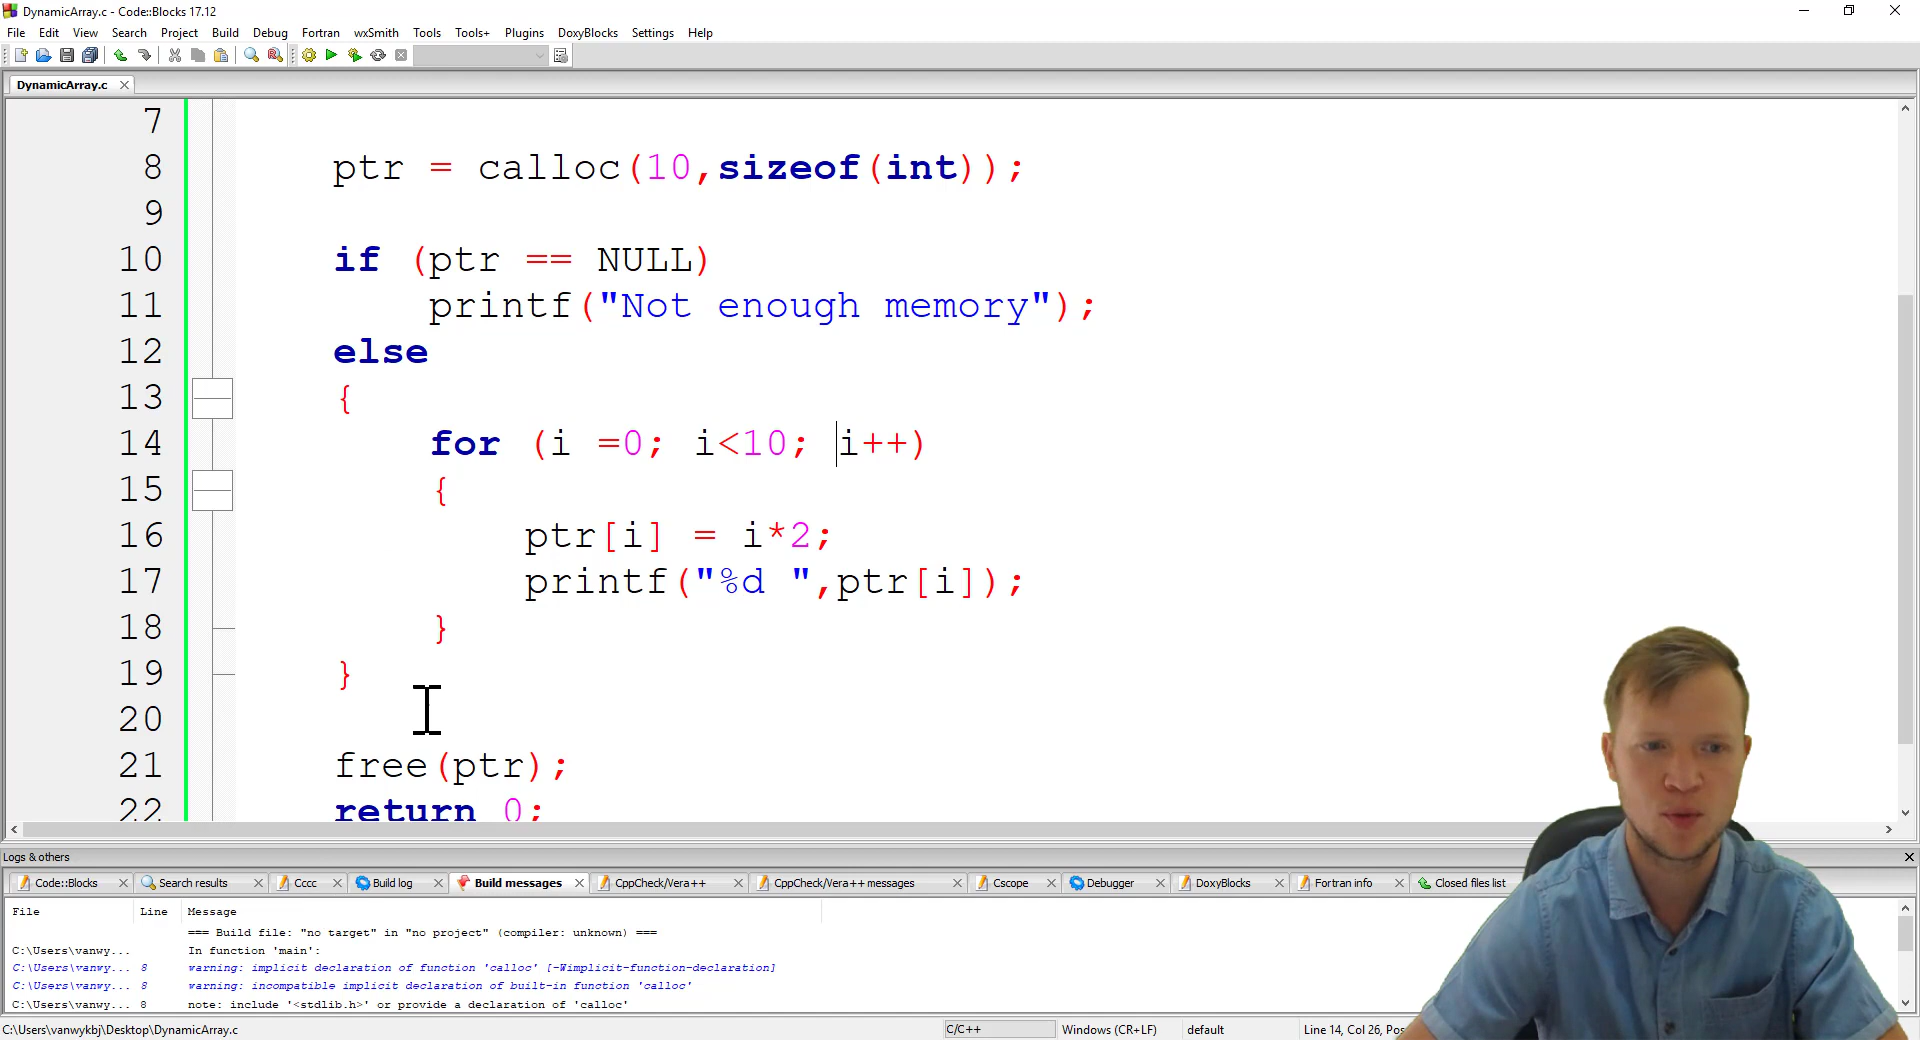 DynamicArray.c - Code::Blocks 17.12
File Edit View Search Project Build Debug Fortran wxSmith Tools Tools+ Plugins DoxyBlocks Settings Help
DynamicArray.c
7
8 ptr = calloc(10,sizeof(int));
9
10 if (ptr == NULL)
11 printf("Not enough memory");
12 else
13 {
14 for (i =0; i<10; i++)
15 {
16 ptr[i] = i*2;
17 printf("%d ",ptr[i]);
18 }
19 }
20
21 free(ptr);
22 return 0;
Logs & others
Code::Blocks Search results Cccc Build log Build messages CppCheck/Vera++ CppCheck/Vera++ messages Cscope Debugger DoxyBlocks Fortran info Closed files list
File Line Message
=== Build file: "no target" in "no project" (compiler: unknown) ===
C:\Users\vanwy... In function 'main':
C:\Users\vanwy... 8 warning: implicit declaration of function 'calloc' [-Wimplicit-function-declaration]
C:\Users\vanwy... 8 warning: incompatible implicit declaration of built-in function 'calloc'
C:\Users\vanwy... 8 note: include '<stdlib.h>' or provide a declaration of 'calloc'
C:\Users\vanwykbj\Desktop\DynamicArray.c C/C++ Windows (CR+LF) default Line 14, Col 26, Pos